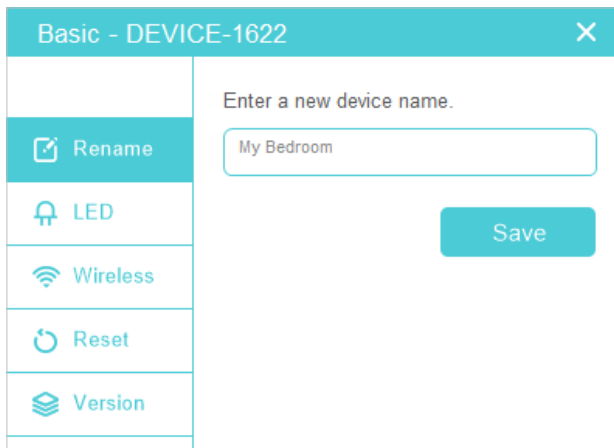 Basic - DEVICE-1622
Enter a new device name.
My Bedroom
Save
Rename
LED
Wireless
Reset
Version